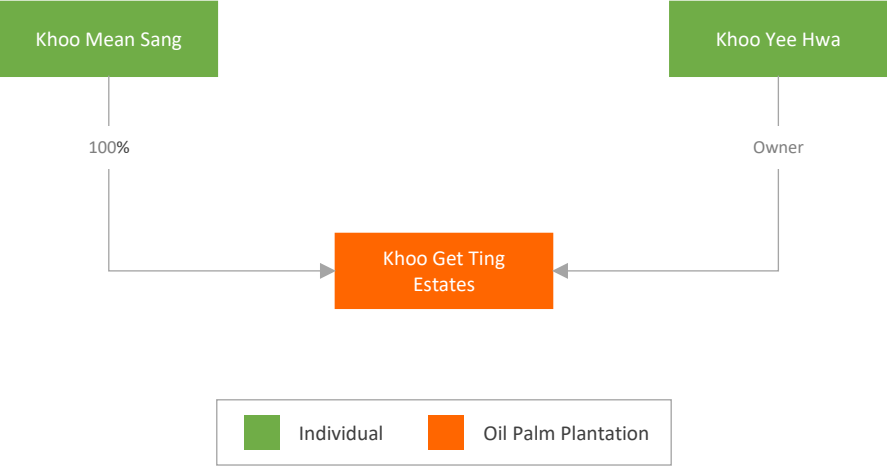 Khoo Mean Sang
Khoo Yee Hwa
100%
Owner
Khoo Get Ting
Estates
Individual
Oil Palm Plantation